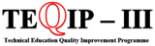 TEQIP – III
Technical Education Quality Improvement Programme